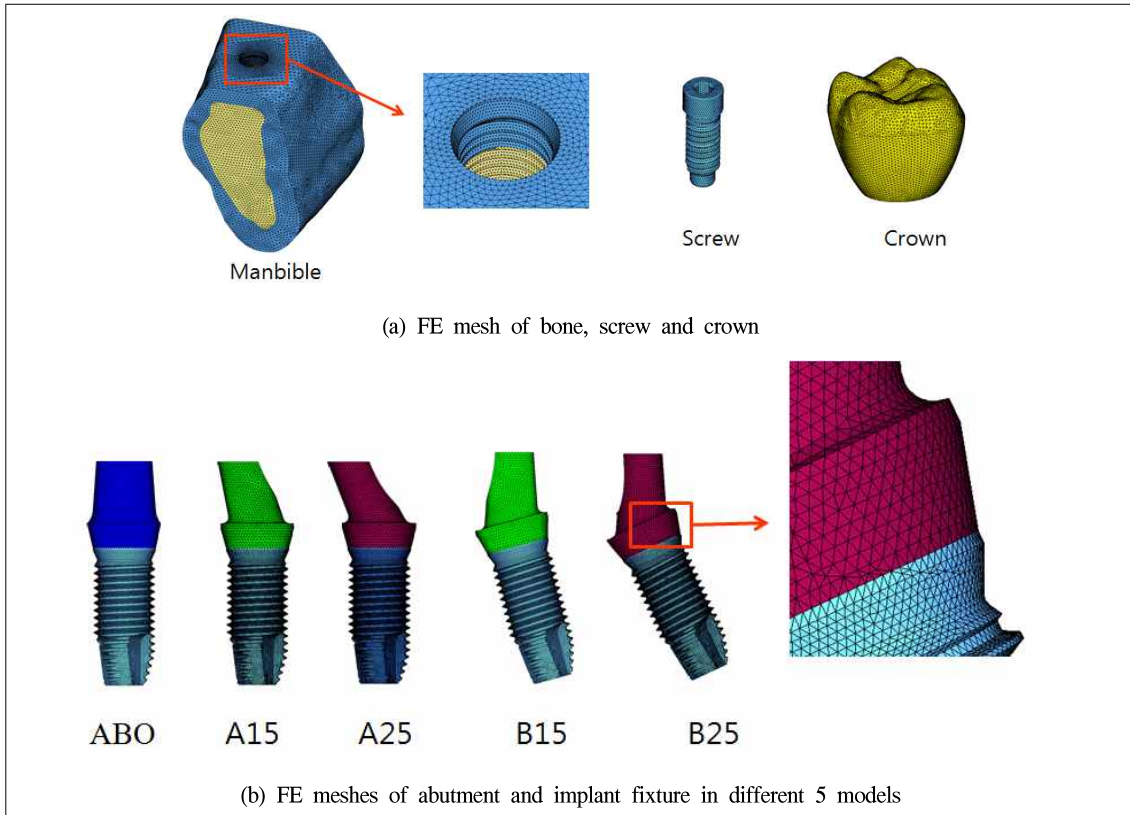 Manbible
Screw
Crown
(a) FE mesh of bone, screw and crown
ABO
A15
A25
B15
B25
(b) FE meshes of abutment and implant fixture in different 5 models